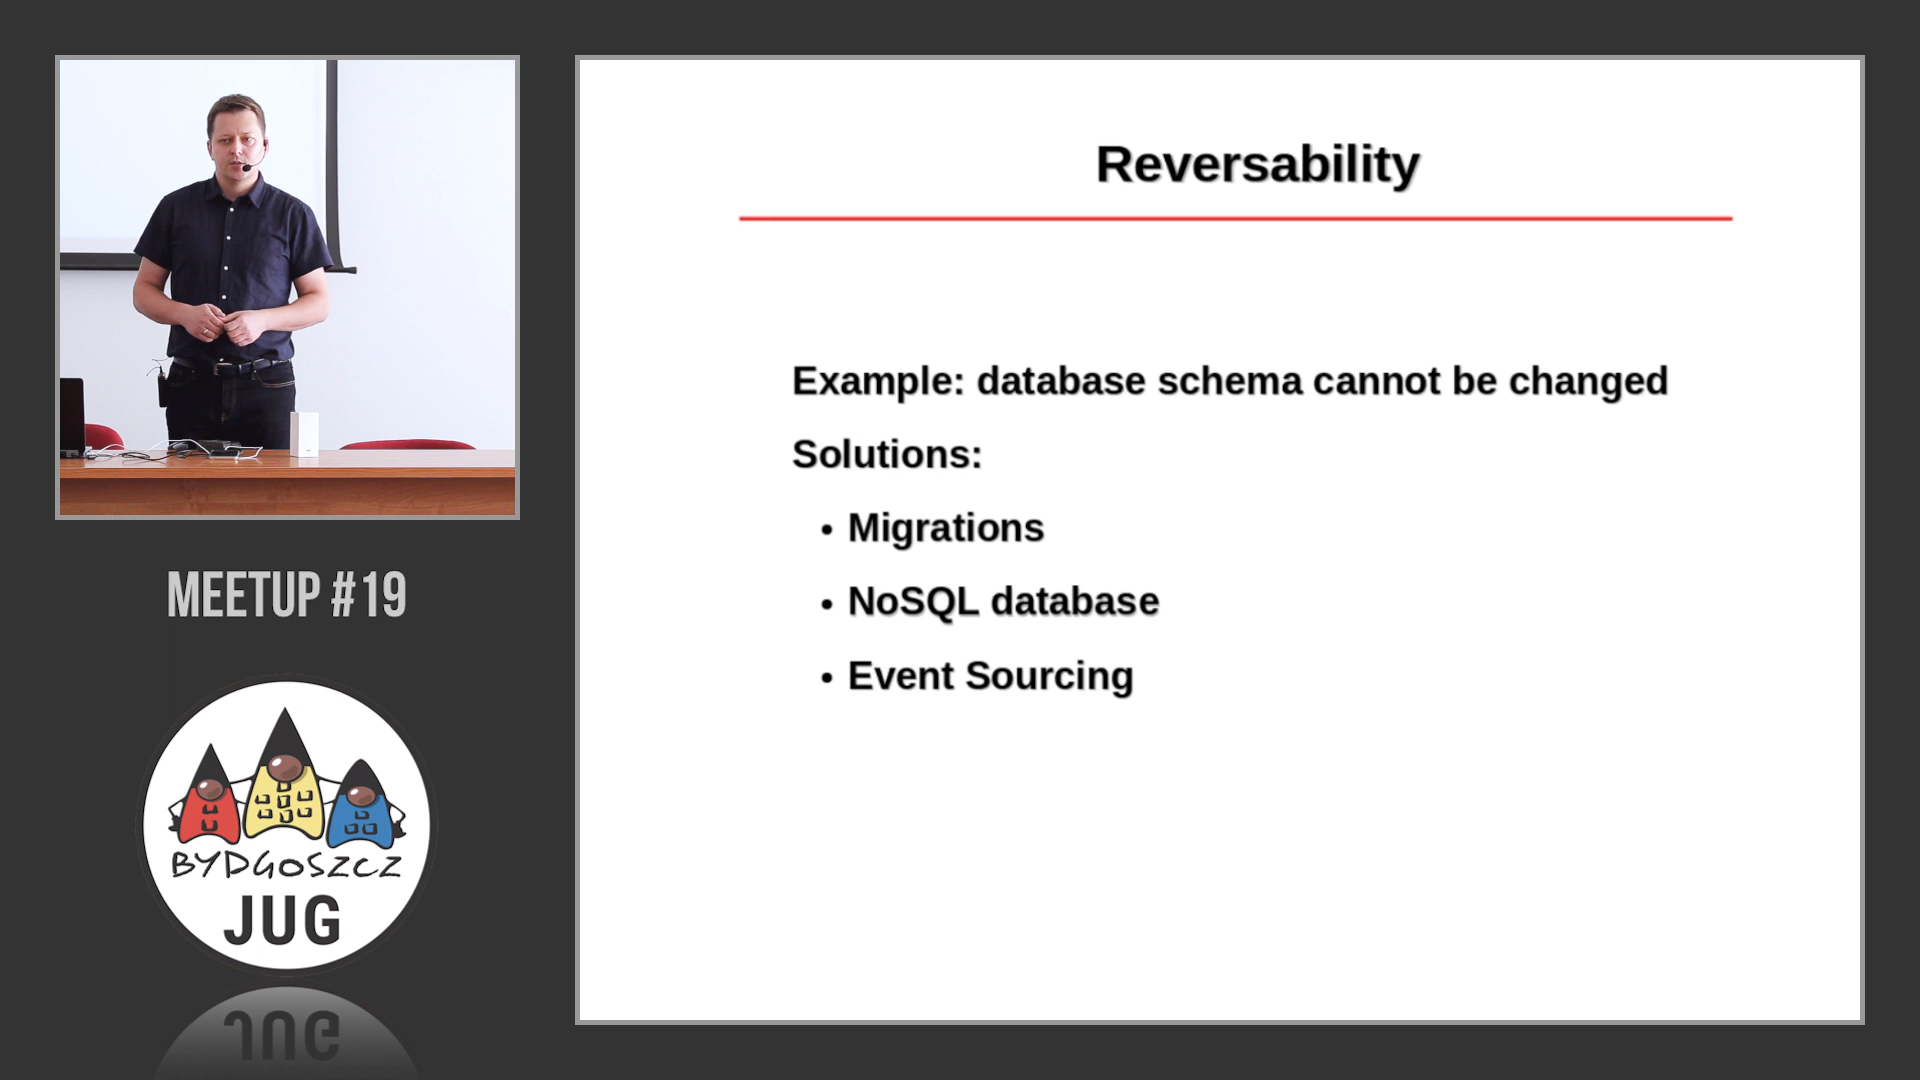 MEETUP #19
BYDGOSZCZ
JUG
Reversability
Example: database schema cannot be changed
Solutions:
• Migrations
• NoSQL database
• Event Sourcing